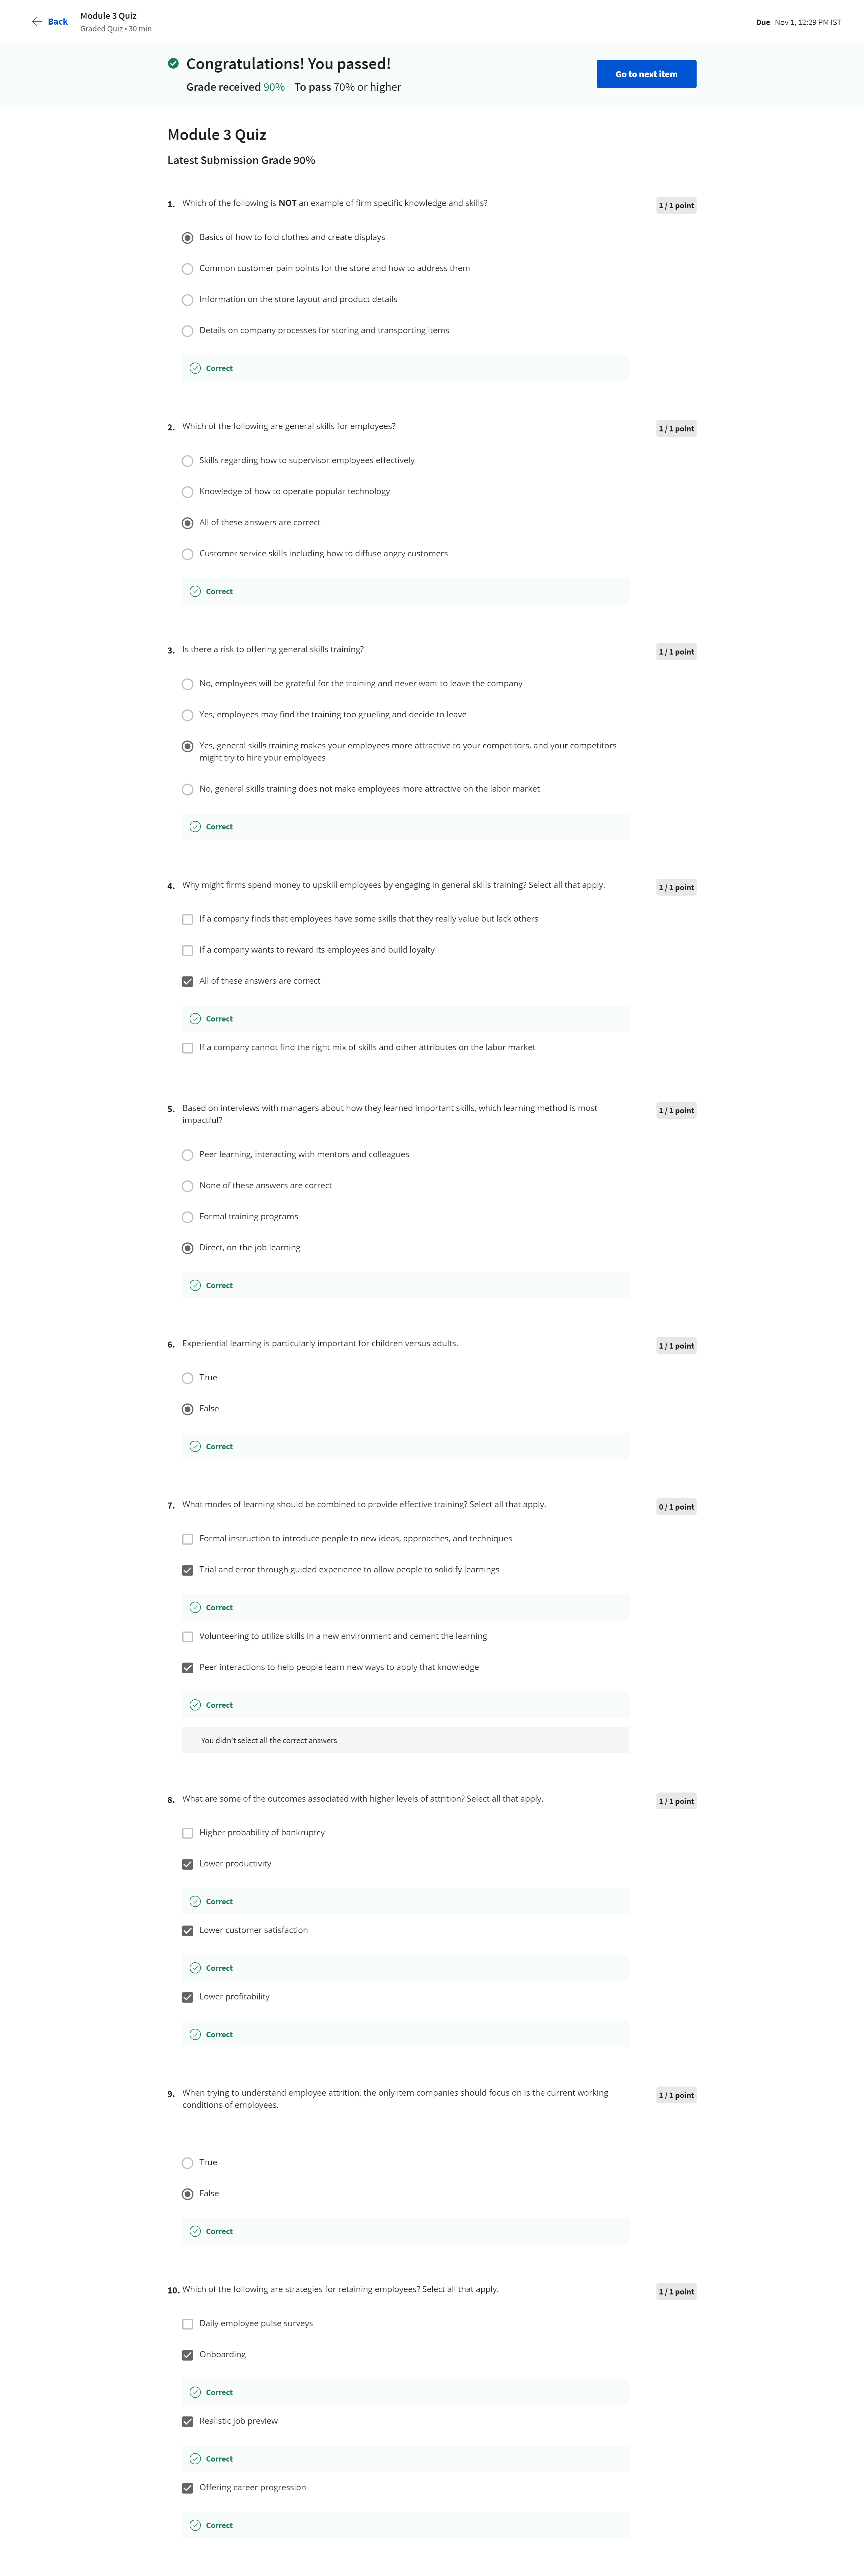 Back
Module 3 Quiz
Graded Quiz • 30 min
Due Nov 1, 12:29 PM IST
Congratulations! You passed!
Grade received 90% To pass 70% or higher
Go to next item
Module 3 Quiz
Latest Submission Grade 90%
1. Which of the following is NOT an example of firm specific knowledge and skills?
1 / 1 point
Basics of how to fold clothes and create displays
Common customer pain points for the store and how to address them
Information on the store layout and product details
Details on company processes for storing and transporting items
Correct
2. Which of the following are general skills for employees?
1 / 1 point
Skills regarding how to supervisor employees effectively
Knowledge of how to operate popular technology
All of these answers are correct
Customer service skills including how to diffuse angry customers
Correct
3. Is there a risk to offering general skills training?
1 / 1 point
No, employees will be grateful for the training and never want to leave the company
Yes, employees may find the training too grueling and decide to leave
Yes, general skills training makes your employees more attractive to your competitors, and your competitors
might try to hire your employees
No, general skills training does not make employees more attractive on the labor market
Correct
4. Why might firms spend money to upskill employees by engaging in general skills training? Select all that apply.
1 / 1 point
If a company finds that employees have some skills that they really value but lack others
If a company wants to reward its employees and build loyalty
All of these answers are correct
Correct
If a company cannot find the right mix of skills and other attributes on the labor market
5. Based on interviews with managers about how they learned important skills, which learning method is most
impactful?
1 / 1 point
Peer learning, interacting with mentors and colleagues
None of these answers are correct
Formal training programs
Direct, on-the-job learning
Correct
6. Experiential learning is particularly important for children versus adults.
1 / 1 point
True
False
Correct
7. What modes of learning should be combined to provide effective training? Select all that apply.
0 / 1 point
Formal instruction to introduce people to new ideas, approaches, and techniques
Trial and error through guided experience to allow people to solidify learnings
Correct
Volunteering to utilize skills in a new environment and cement the learning
Peer interactions to help people learn new ways to apply that knowledge
Correct
You didn't select all the correct answers
8. What are some of the outcomes associated with higher levels of attrition? Select all that apply.
1 / 1 point
Higher probability of bankruptcy
Lower productivity
Correct
Lower customer satisfaction
Correct
Lower profitability
Correct
9. When trying to understand employee attrition, the only item companies should focus on is the current working
conditions of employees.
1 / 1 point
True
False
Correct
10. Which of the following are strategies for retaining employees? Select all that apply.
1 / 1 point
Daily employee pulse surveys
Onboarding
Correct
Realistic job preview
Correct
Offering career progression
Correct